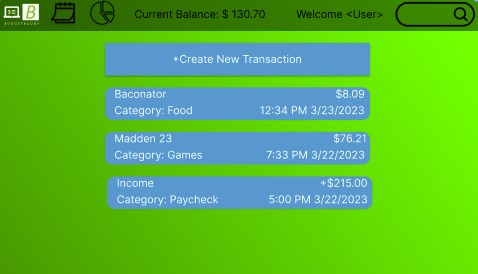 B
BUDGETBUDDY
Current Balance: $ 130.70
Welcome <User>
+Create New Transaction
Baconator $8.09
Category: Food 12:34 PM 3/23/2023
Madden 23 $76.21
Category: Games 7:33 PM 3/22/2023
Income +$215.00
Category: Paycheck 5:00 PM 3/22/2023